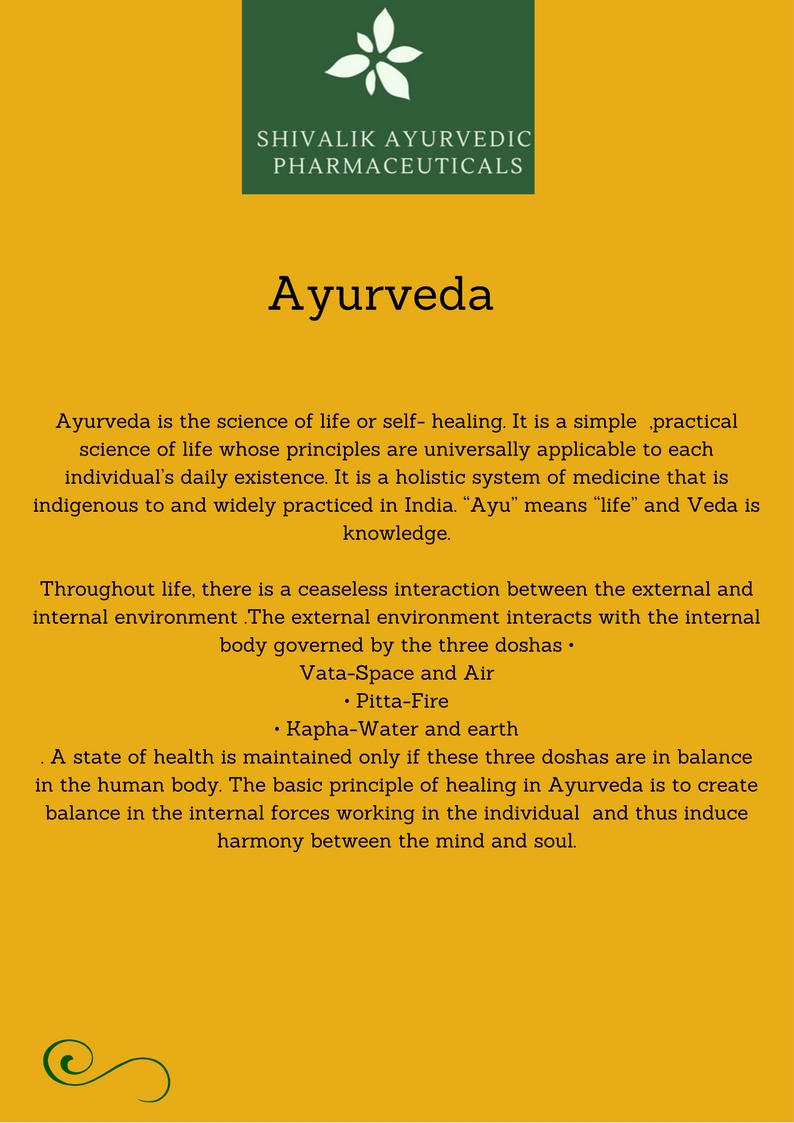 SHIVALIK AYURVEDIC
PHARMACEUTICALS
Ayurveda
Ayurveda is the science of life or self- healing. It is a simple  ,practical
science of life whose principles are universally applicable to each
individual’s daily existence. It is a holistic system of medicine that is
indigenous to and widely practiced in India. “Ayu” means “life” and Veda is
knowledge.
Throughout life, there is a ceaseless interaction between the external and
internal environment .The external environment interacts with the internal
body governed by the three doshas •
Vata-Space and Air
• Pitta-Fire
• Kapha-Water and earth
. A state of health is maintained only if these three doshas are in balance
in the human body. The basic principle of healing in Ayurveda is to create
balance in the internal forces working in the individual  and thus induce
harmony between the mind and soul.